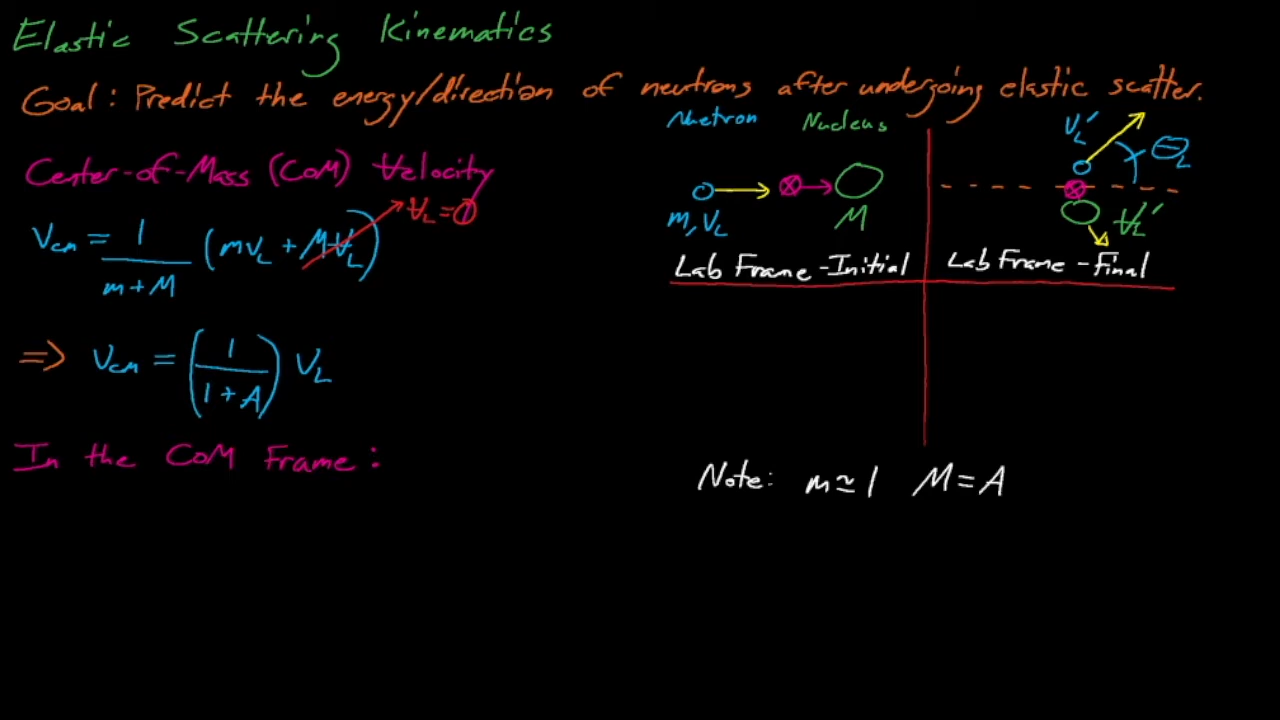 Elastic Scattering Kinematics
Goal: Predict the energy/direction of neutrons after undergoing elastic scatter.
Center-of-Mass (CoM) Velocity
V_cm = 1/(m+M) (mV_L + MV_L) V_L = 0
⇒ V_cm = (1/(1+A)) V_L
In the CoM Frame:
Nuetron Nucleus
m, V_L M
Lab Frame - Initial
V_L' θ_L
V_L'
Lab Frame - Final
Note: m ≃ 1 M = A